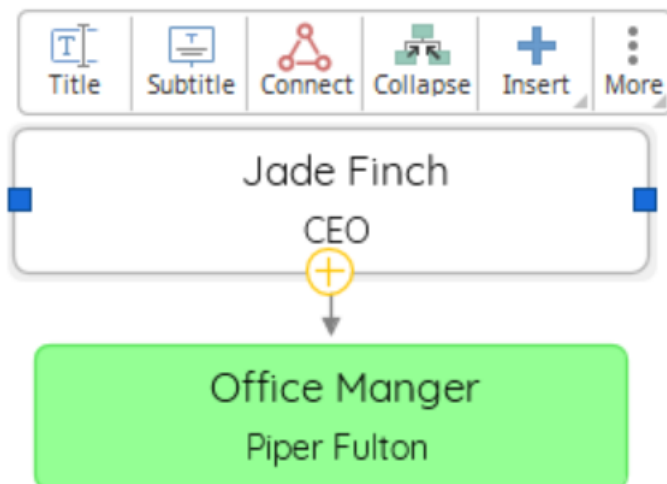 Title Subtitle Connect Collapse Insert More
Jade Finch
CEO
Office Manger
Piper Fulton